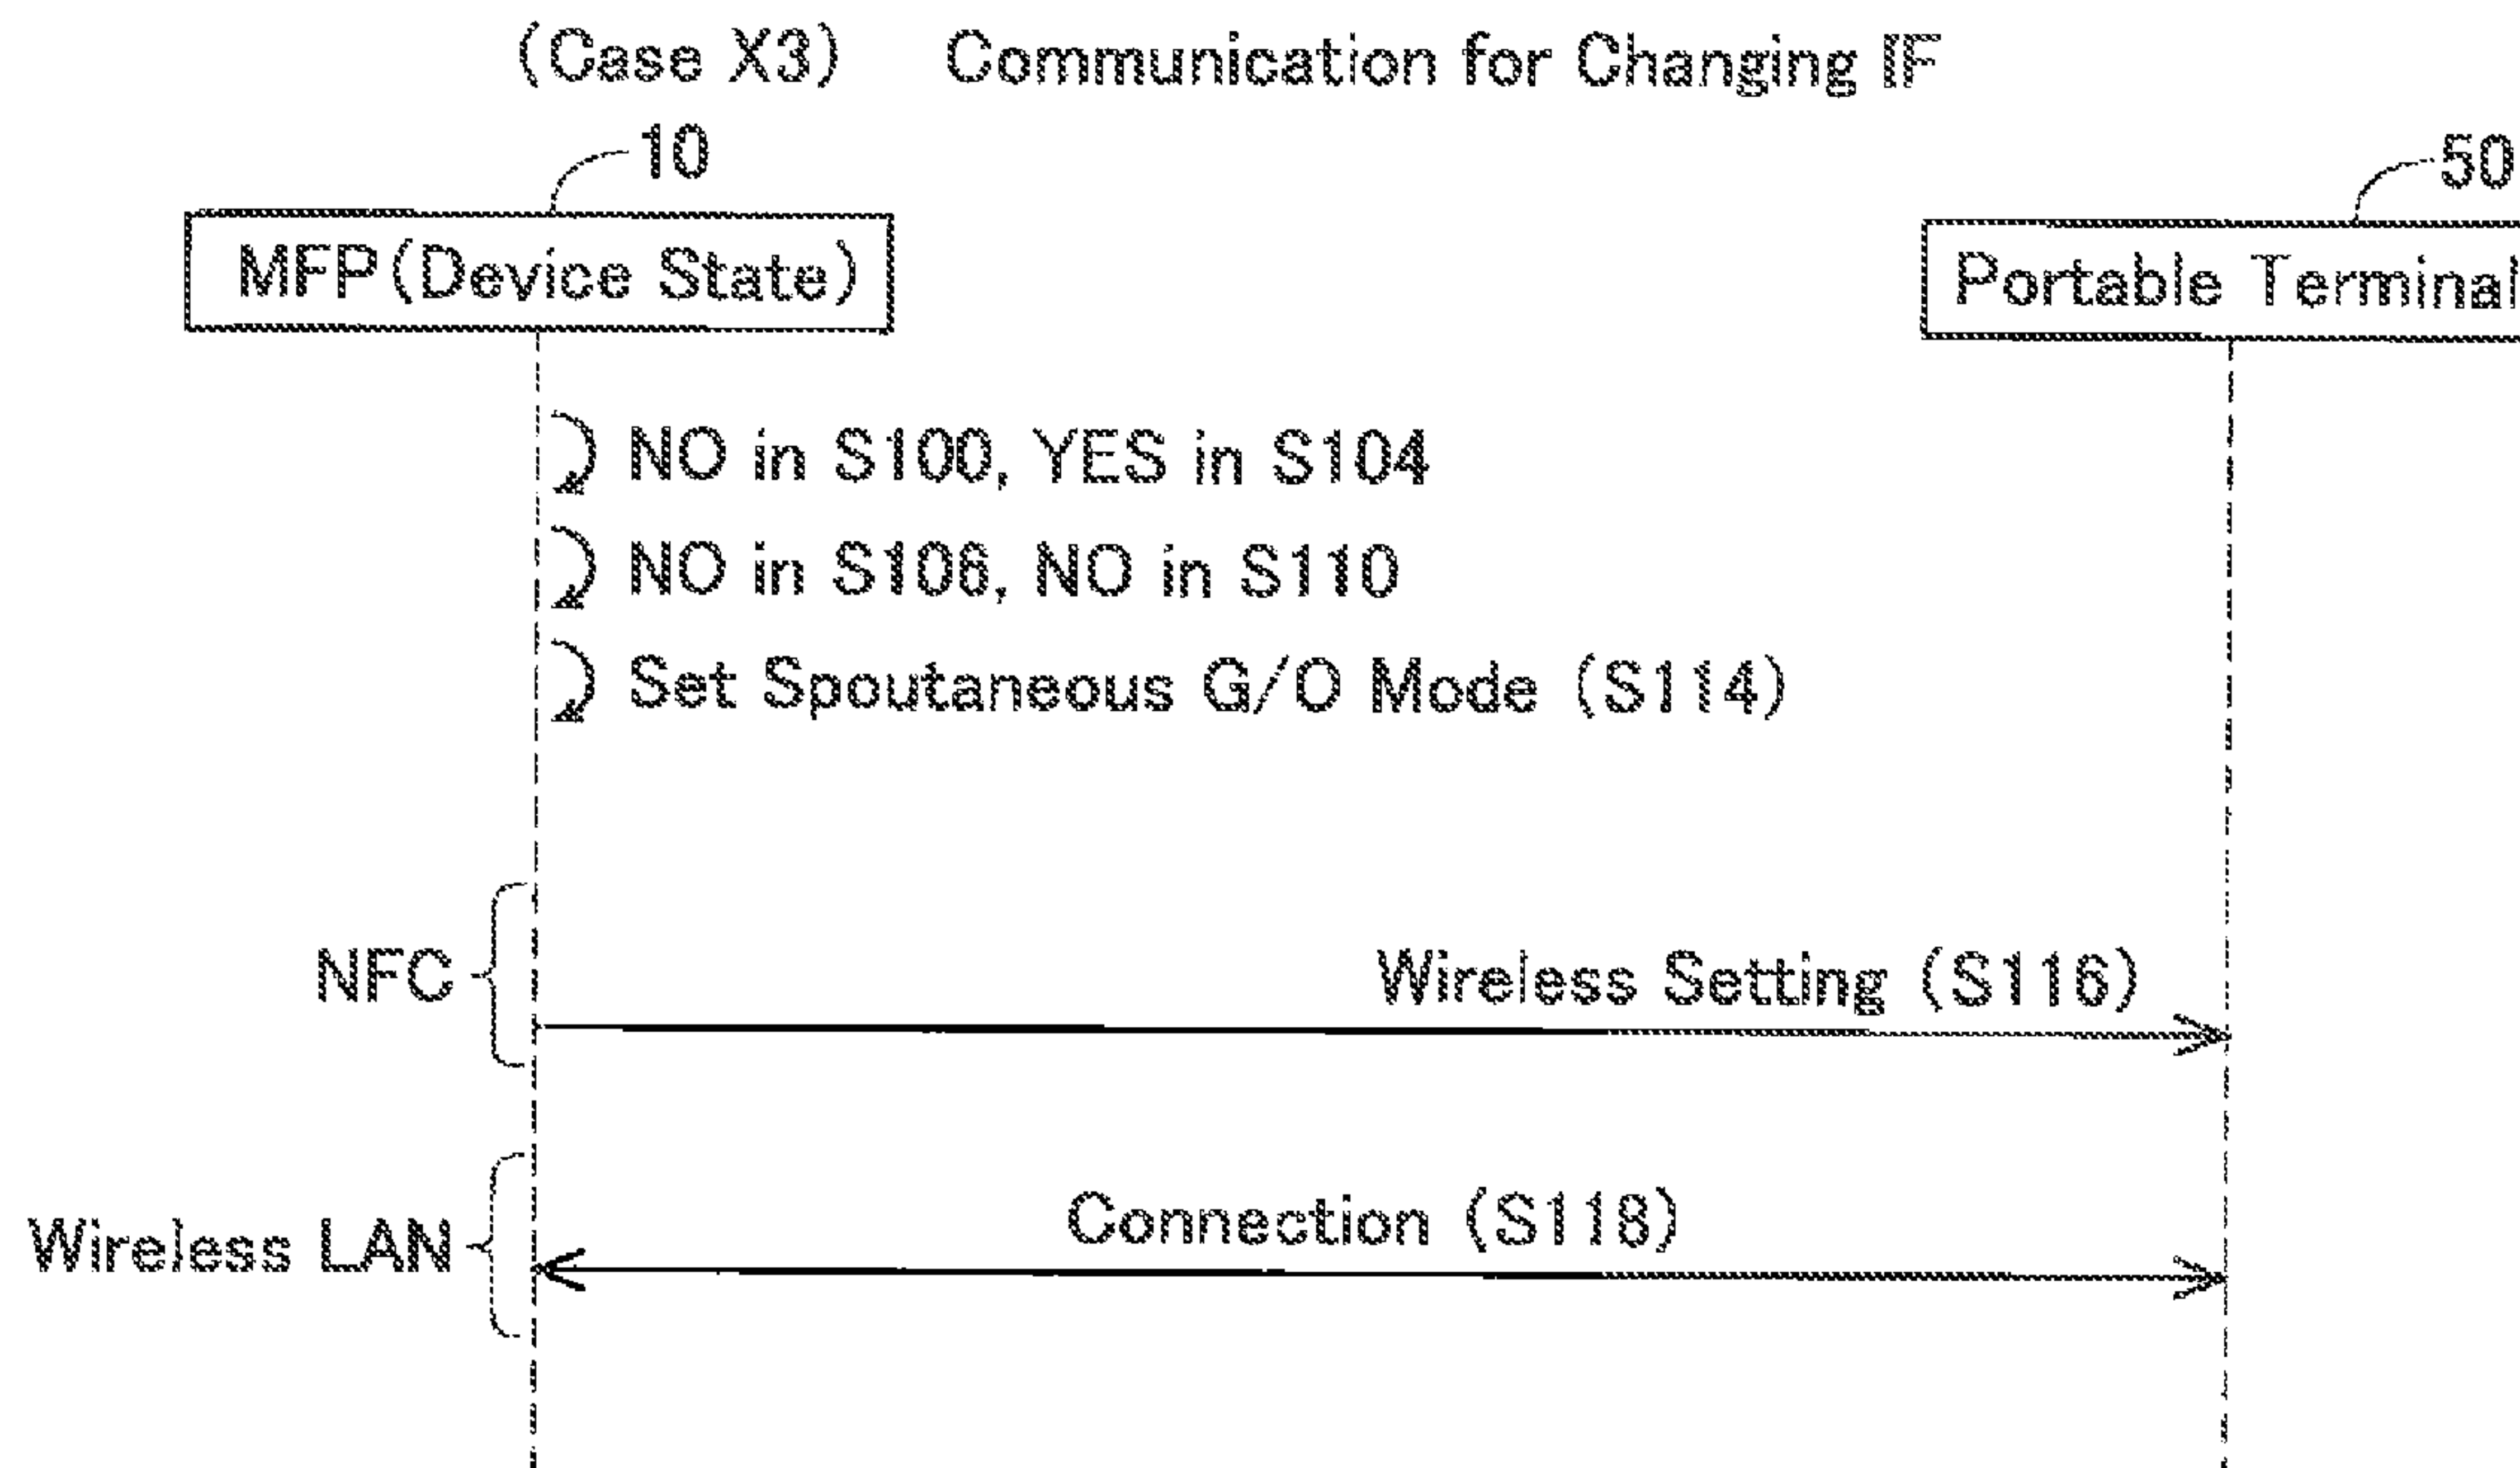 (Case X3) Communication for Changing IF
10
50
MFP(Device State)
Portable Terminal
NO in S100, YES in S104
NO in S106, NO in S110
Set Spoutaneous G/O Mode (S114)
NFC
Wireless Setting (S116)
Wireless LAN
Connection (S118)